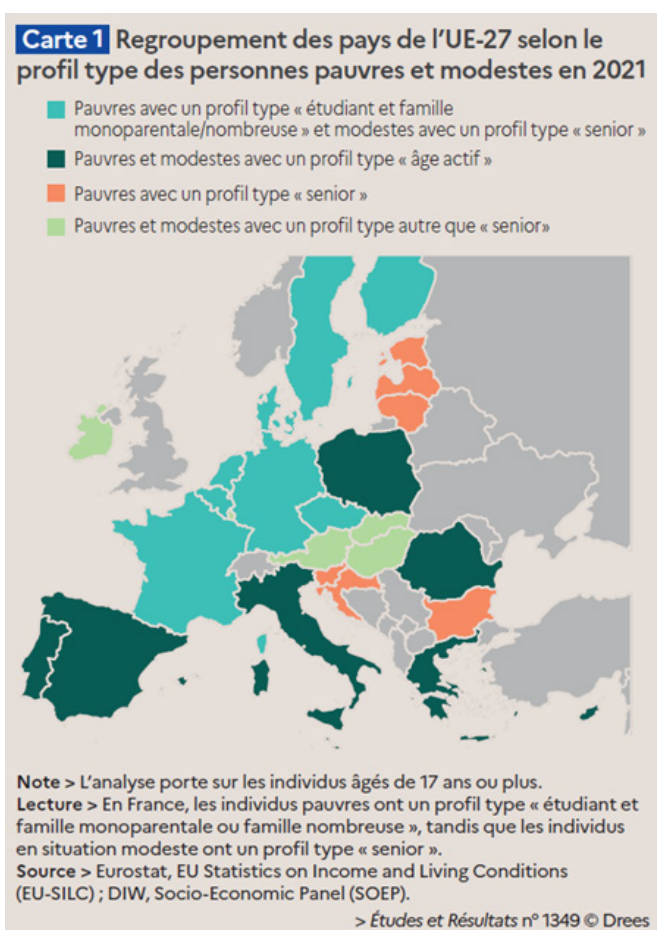 Carte 1 Regroupement des pays de l'UE-27 selon le
profil type des personnes pauvres et modestes en 2021
Pauvres avec un profil type « étudiant et famille
monoparentale/nombreuse » et modestes avec un profil type « senior »
Pauvres et modestes avec un profil type « âge actif »
Pauvres avec un profil type « senior »
Pauvres et modestes avec un profil type autre que « senior»
Note > L'analyse porte sur les individus âgés de 17 ans ou plus.
Lecture > En France, les individus pauvres ont un profil type « étudiant et
famille monoparentale ou famille nombreuse », tandis que les individus
en situation modeste ont un profil type « senior ».
Source > Eurostat, EU Statistics on Income and Living Conditions
(EU-SILC) ; DIW, Socio-Economic Panel (SOEP).
> Études et Résultats n° 1349 © Drees